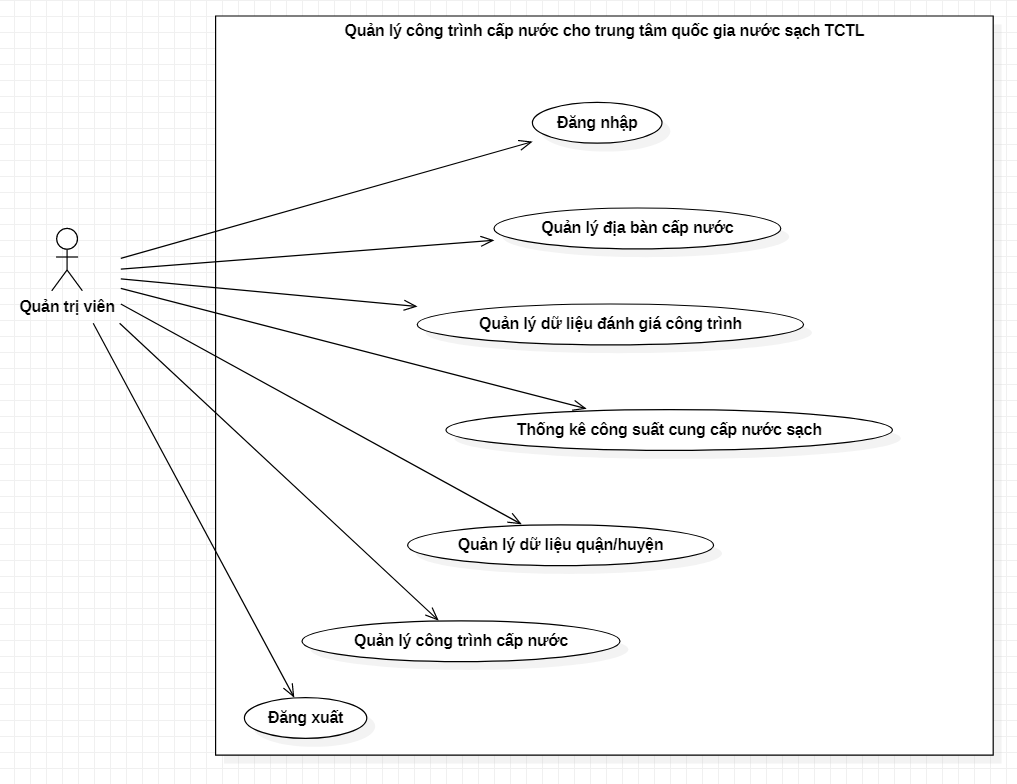 Quản lý công trình cấp nước cho trung tâm quốc gia nước sạch TCTL
Đăng nhập
Quản lý địa bàn cấp nước
Quản trị viên
Quản lý dữ liệu đánh giá công trình
Thống kê công suất cung cấp nước sạch
Quản lý dữ liệu quận/huyện
Quản lý công trình cấp nước
Đăng xuất